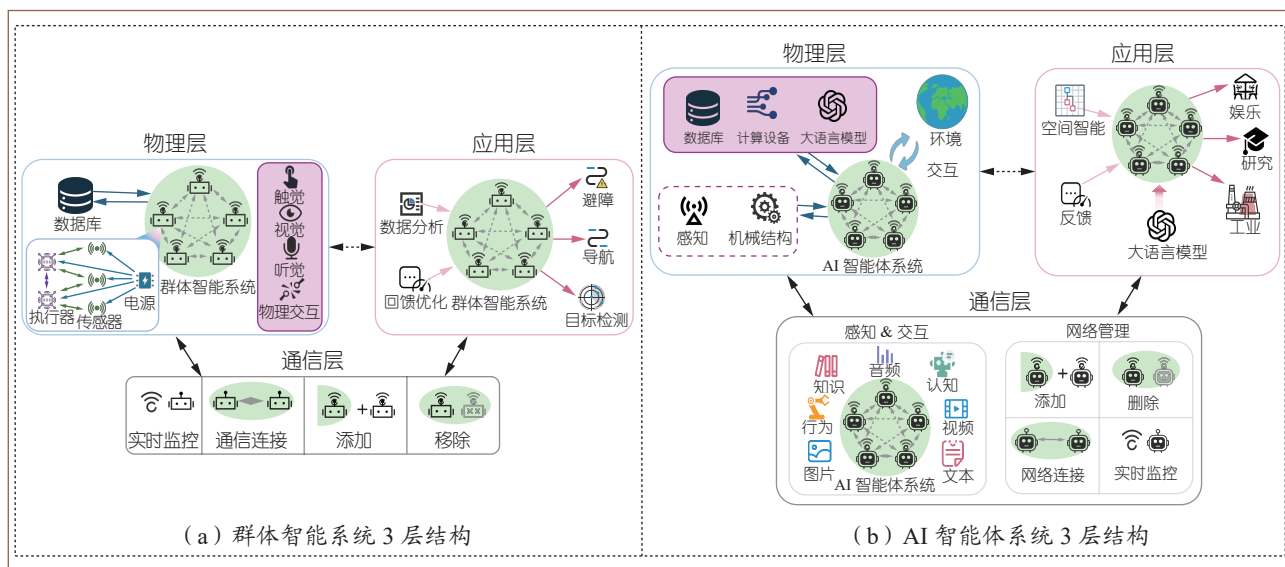 物理层
数据库
执行器
传感器
电源
群体智能系统
触觉
视觉
听觉
物理交互
应用层
数据分析
回馈优化
群体智能系统
避障
导航
目标检测
通信层
实时监控
通信连接
添加
移除
（a）群体智能系统 3 层结构
物理层
数据库
计算设备
大语言模型
环境
交互
感知
机械结构
AI 智能体系统
应用层
空间智能
反馈
大语言模型
娱乐
研究
工业
通信层
感知 & 交互
知识
音频
认知
行为
视频
图片
AI 智能体系统
文本
网络管理
添加
删除
网络连接
实时监控
（b）AI 智能体系统 3 层结构